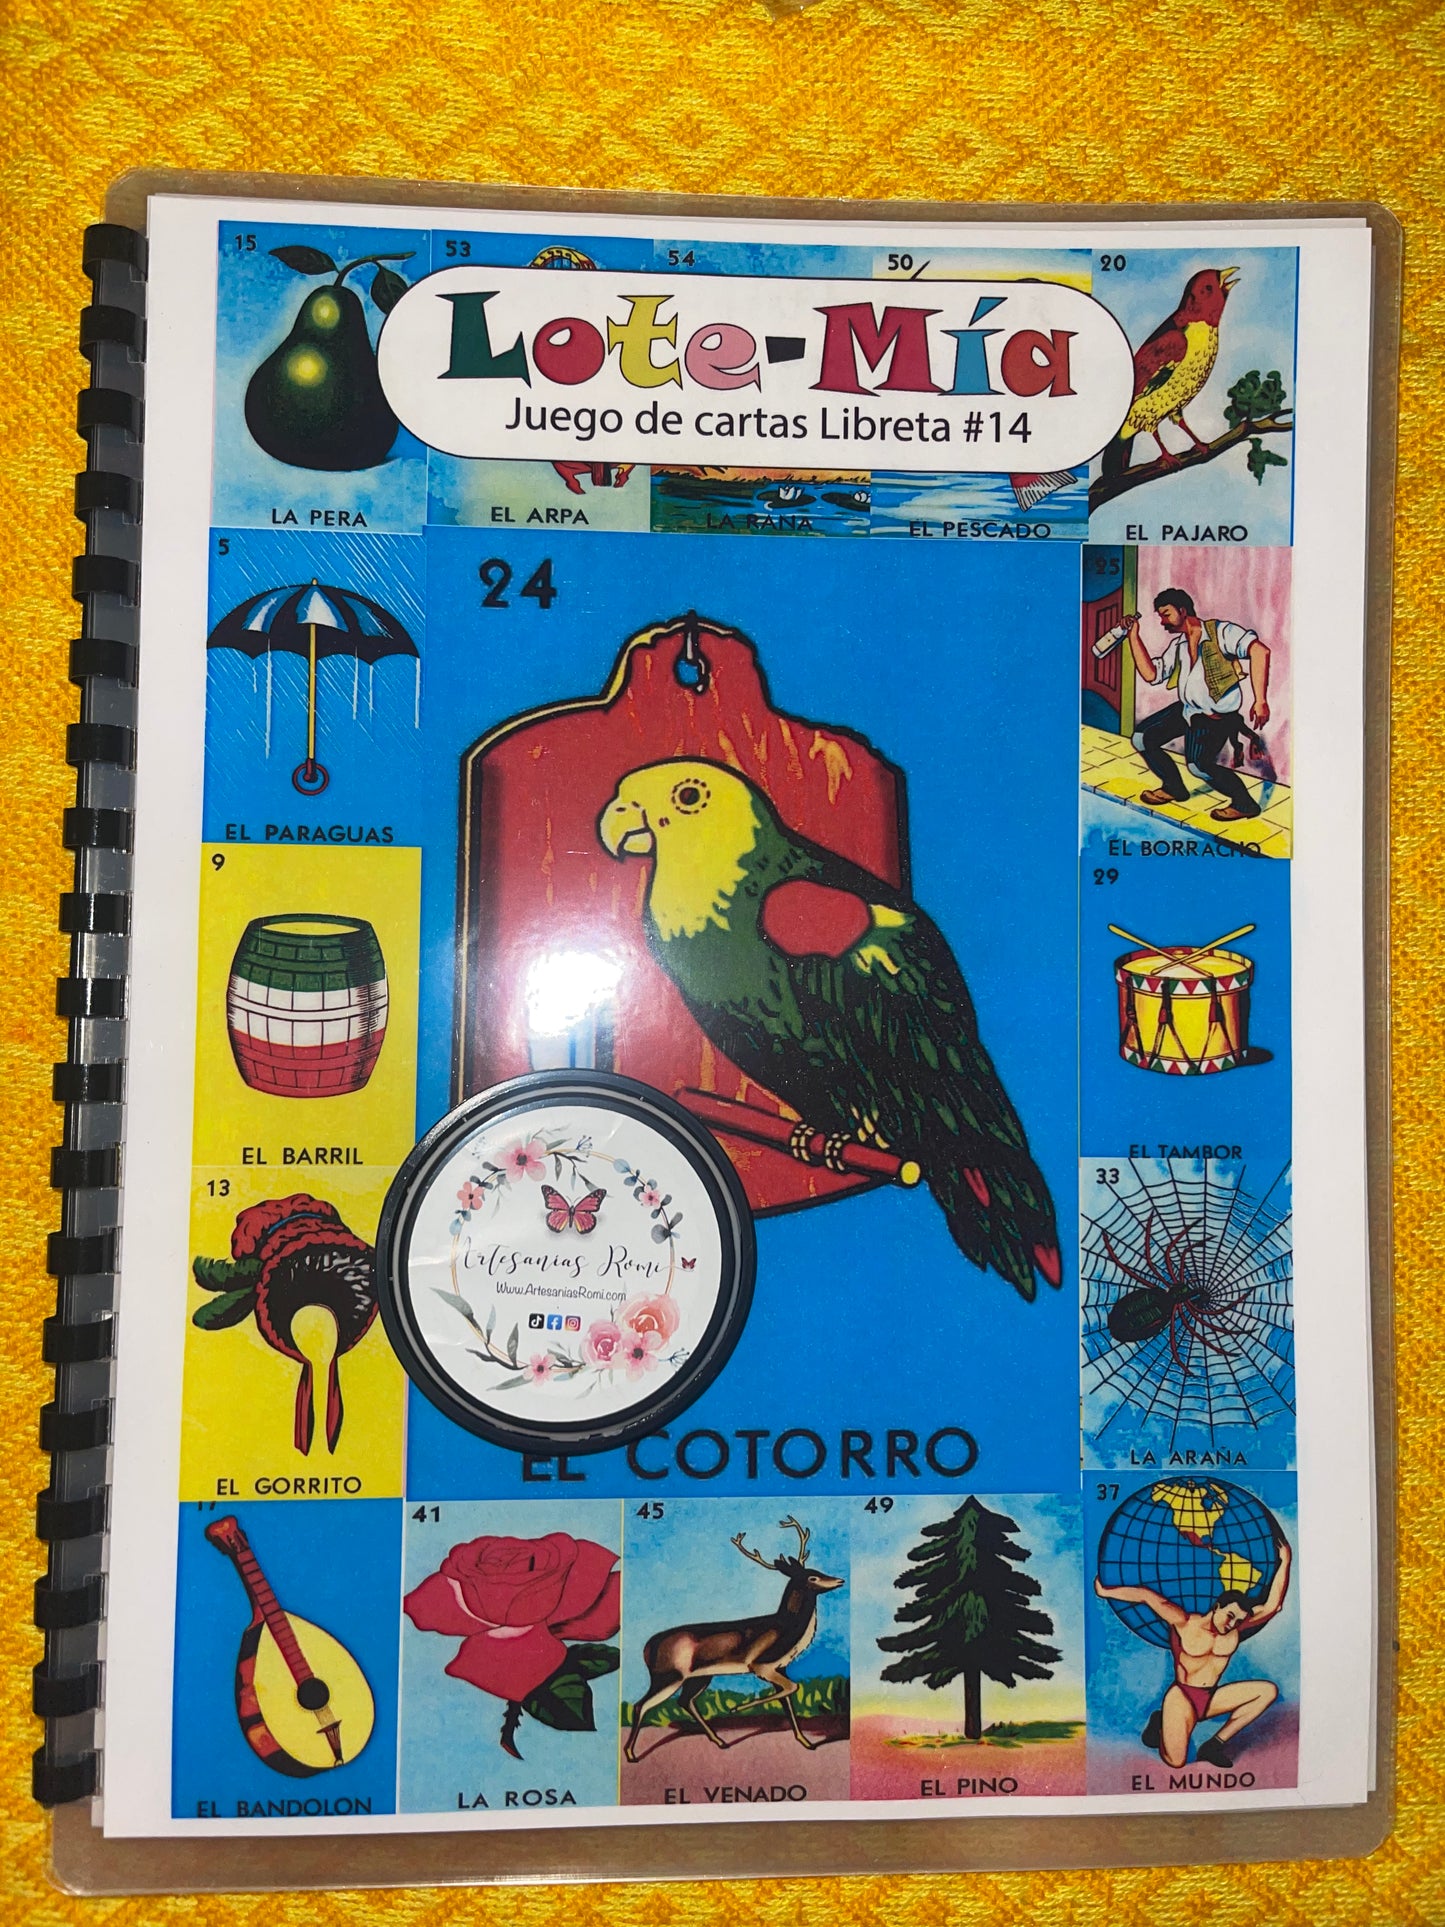 15
53
54
50
20
Lote-Mía
Juego de cartas Libreta #14
LA PERA
EL ARPA
LA RANA
EL PESCADO
EL PAJARO
5
24
25
EL PARAGUAS
EL BORRACHO
9
29
EL BARRIL
EL TAMBOR
13
33
Artesanías Romi
Www.ArtesaniasRomi.com
EL GORRITO
EL COTORRO
LA ARAÑA
17
41
45
49
37
EL BANDOLON
LA ROSA
EL VENADO
EL PINO
EL MUNDO